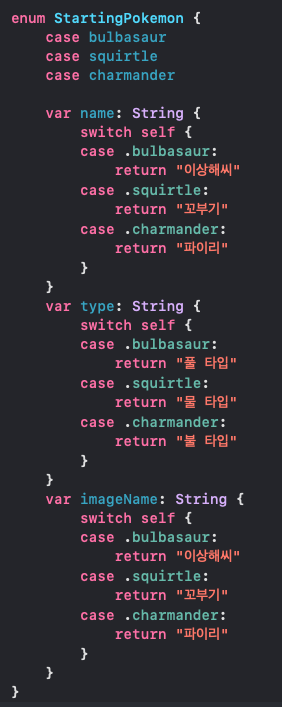 enum StartingPokemon {
    case bulbasaur
    case squirtle
    case charmander

    var name: String {
        switch self {
        case .bulbasaur:
            return "이상해씨"
        case .squirtle:
            return "꼬부기"
        case .charmander:
            return "파이리"
        }
    }
    var type: String {
        switch self {
        case .bulbasaur:
            return "풀 타입"
        case .squirtle:
            return "물 타입"
        case .charmander:
            return "불 타입"
        }
    }
    var imageName: String {
        switch self {
        case .bulbasaur:
            return "이상해씨"
        case .squirtle:
            return "꼬부기"
        case .charmander:
            return "파이리"
        }
    }
}